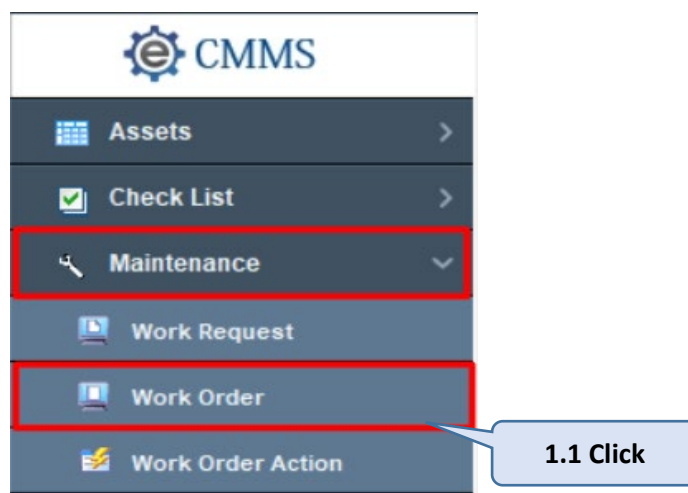 e CMMS
Assets
Check List
Maintenance
Work Request
Work Order
1.1 Click
Work Order Action